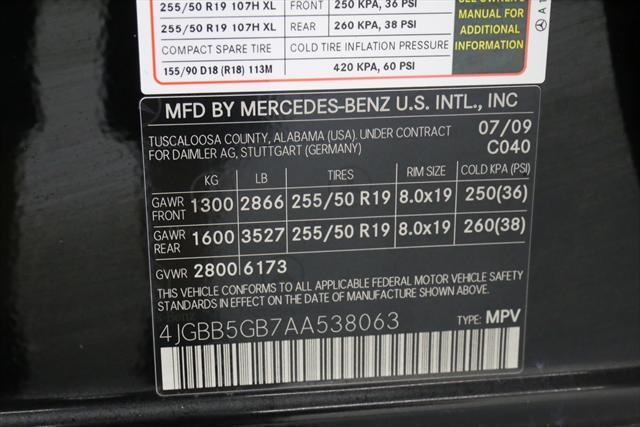 255/50 R19 107H XL FRONT 250 KPA, 36 PSI
255/50 R19 107H XL REAR 260 KPA, 38 PSI
COMPACT SPARE TIRE COLD TIRE INFLATION PRESSURE
155/90 D18 (R18) 113M 420 KPA, 60 PSI
SEE OWNER'S
MANUAL FOR
ADDITIONAL
INFORMATION
MFD BY MERCEDES-BENZ U.S. INTL., INC
TUSCALOOSA COUNTY, ALABAMA (USA). UNDER CONTRACT 07/09
FOR DAIMLER AG, STUTTGART (GERMANY) C040
KG LB TIRES RIM SIZE COLD KPA (PSI)
GAWR FRONT 1300 2866 255/50 R19 8.0x19 250(36)
GAWR REAR 1600 3527 255/50 R19 8.0x19 260(38)
GVWR 2800 6173
THIS VEHICLE CONFORMS TO ALL APPLICABLE FEDERAL MOTOR VEHICLE SAFETY
STANDARDS IN EFFECT ON THE DATE OF MANUFACTURE SHOWN ABOVE.
4JGBB5GB7AA538063 TYPE: MPV